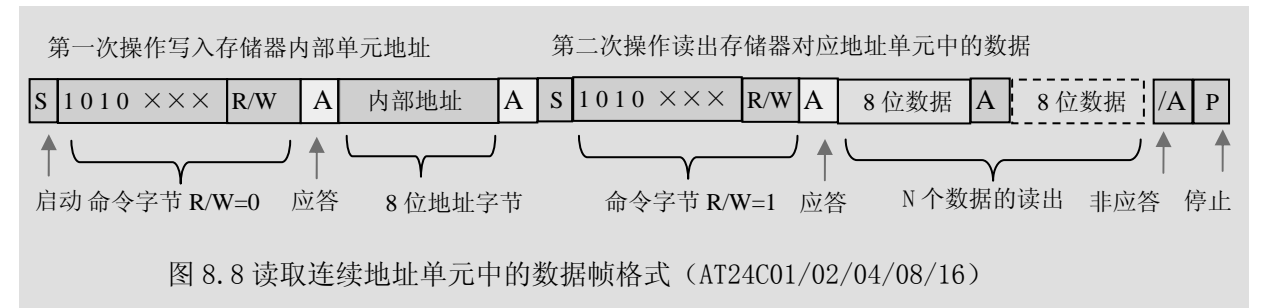 第一次操作写入存储器内部单元地址 第二次操作读出存储器对应地址单元中的数据
S 1010 ××× R/W A 内部地址 A S 1010 ××× R/W A 8位数据 A 8位数据 /A P
启动 命令字节 R/W=0 应答 8位地址字节 命令字节 R/W=1 应答 N个数据的读出 非应答 停止
图 8.8 读取连续地址单元中的数据帧格式（AT24C01/02/04/08/16）